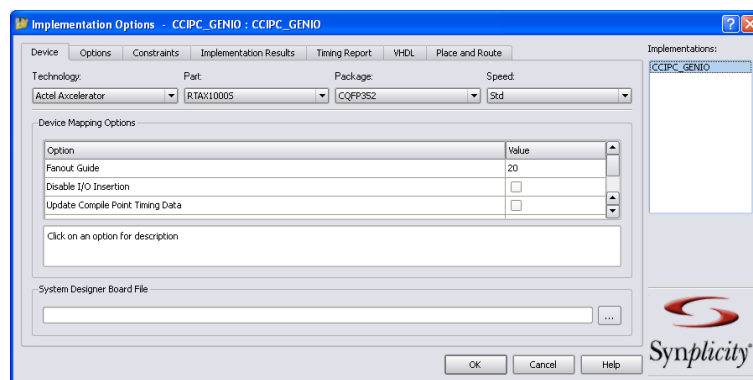 Implementation Options - CCIPC_GENIO : CCIPC_GENIO
Device Options Constraints Implementation Results Timing Report VHDL Place and Route
Implementations:
CCIPC_GENIO
Technology: Part: Package: Speed:
Actel Axcelerator RTAX1000S CQFP352 Std
Device Mapping Options
Option Value
Fanout Guide 20
Disable I/O Insertion
Update Compile Point Timing Data
Click on an option for description
System Designer Board File
...
OK Cancel Help
Synplicity®